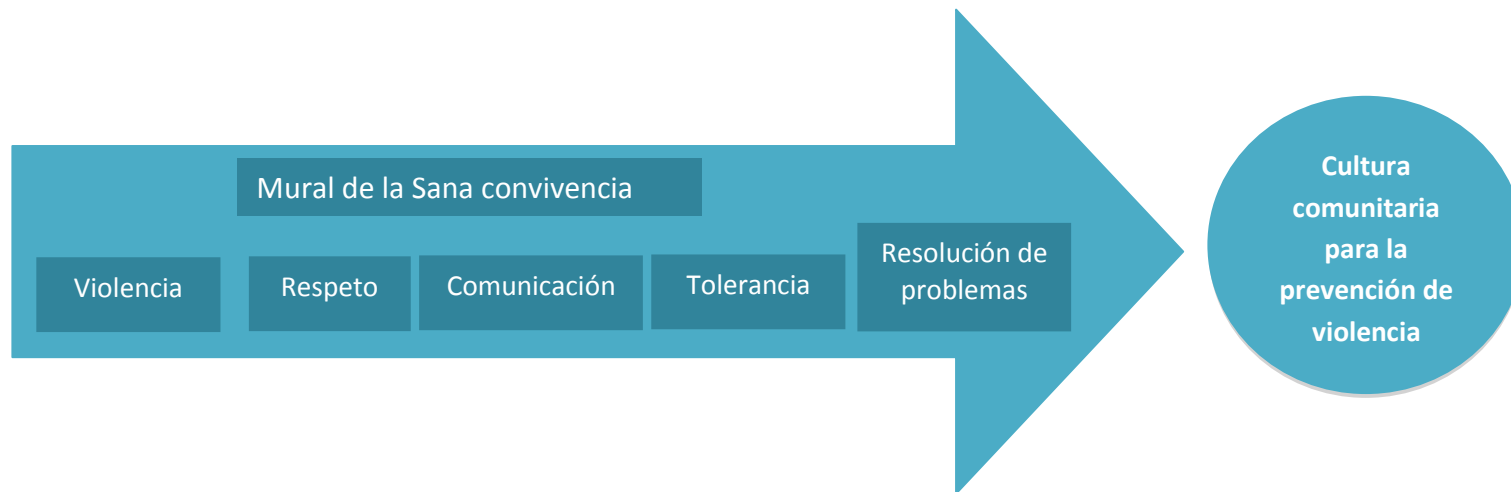 Mural de la Sana convivencia
Violencia
Respeto
Comunicación
Tolerancia
Resolución de
problemas
Cultura
comunitaria
para la
prevención de
violencia